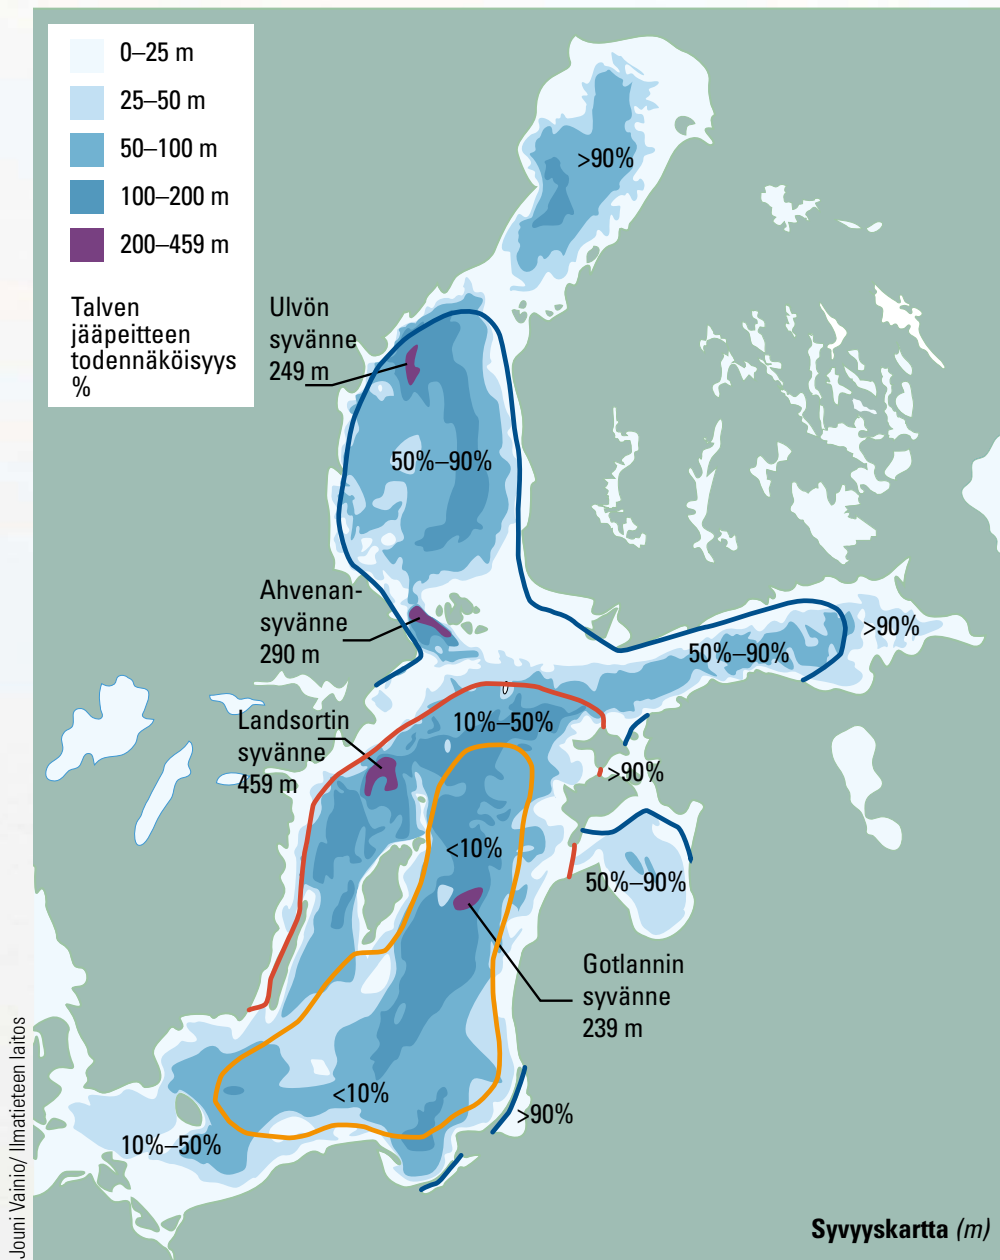 0–25 m
25–50 m
50–100 m
100–200 m
200–459 m
Talven
jääpeitteen
todennäköisyys
%
>90%
Ulvön
syvänne
249 m
50%–90%
Ahvenan-
syvänne
290 m
>90%
50%–90%
Landsortin
syvänne
459 m
10%–50%
>90%
<10%
50%–90%
Gotlannin
syvänne
239 m
<10%
>90%
10%–50%
Syvyyskartta (m)
Jouni Vainio/ Ilmatieteen laitos